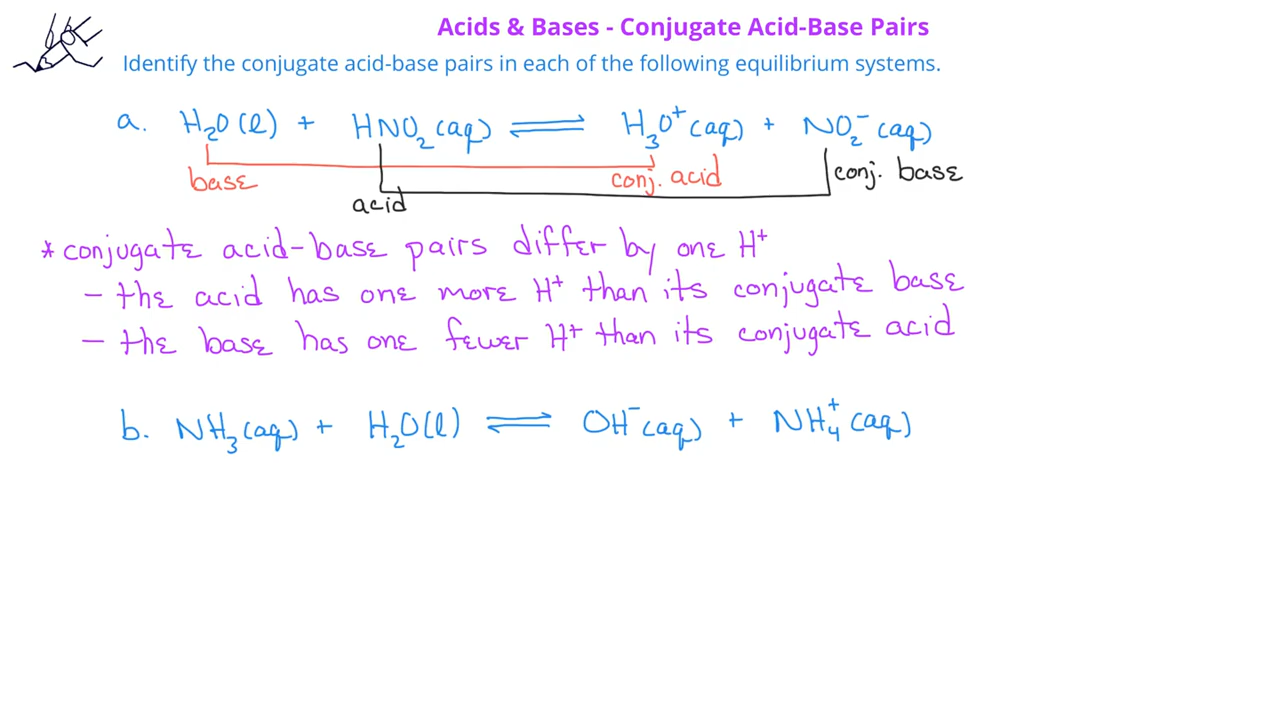 Acids & Bases - Conjugate Acid-Base Pairs
Identify the conjugate acid-base pairs in each of the following equilibrium systems.
a. H₂O(l) + HNO₂(aq) ⇌ H₃O⁺(aq) + NO₂⁻(aq)
base conj. acid conj. base
acid
* conjugate acid-base pairs differ by one H⁺
- the acid has one more H⁺ than its conjugate base
- the base has one fewer H⁺ than its conjugate acid
b. NH₃(aq) + H₂O(l) ⇌ OH⁻(aq) + NH₄⁺(aq)